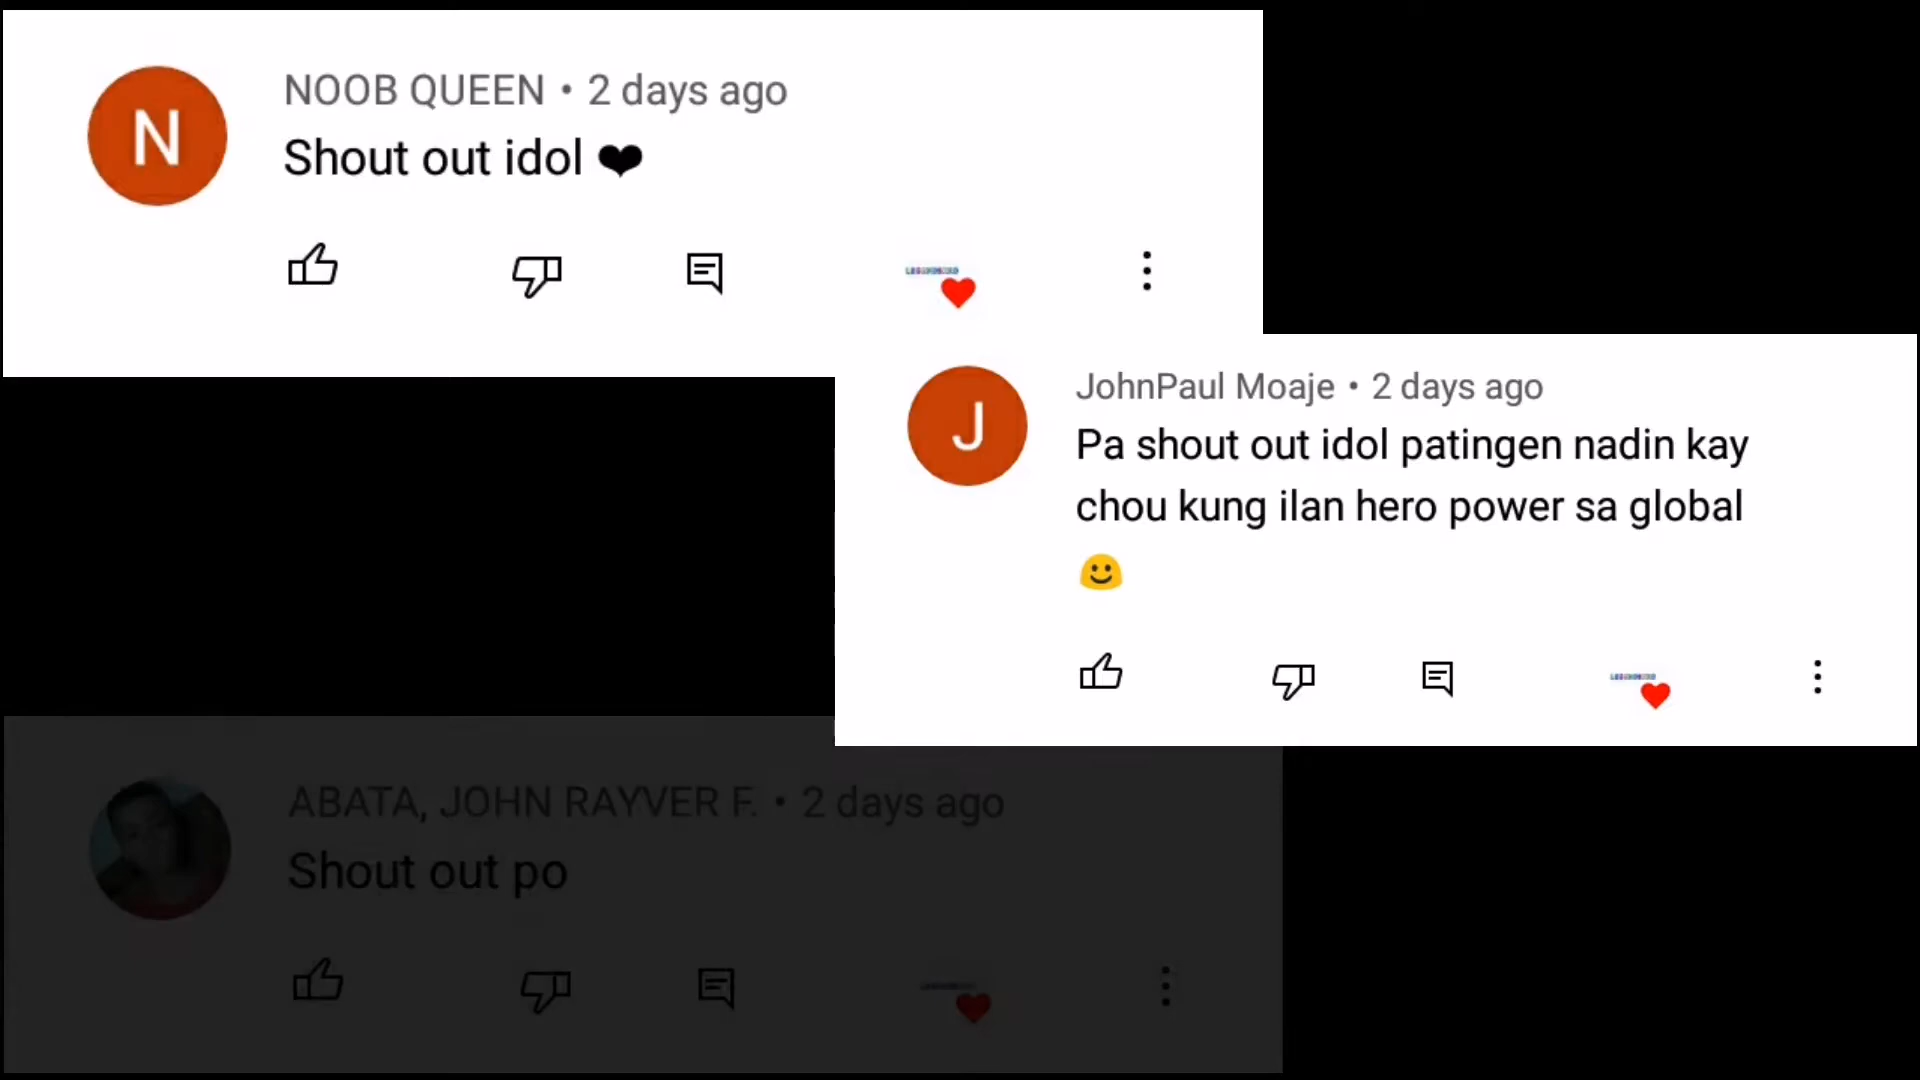 N
NOOB QUEEN • 2 days ago
Shout out idol ❤
J
JohnPaul Moaje • 2 days ago
Pa shout out idol patingen nadin kay
chou kung ilan hero power sa global
🙂
ABATA, JOHN RAYVER F. • 2 days ago
Shout out po